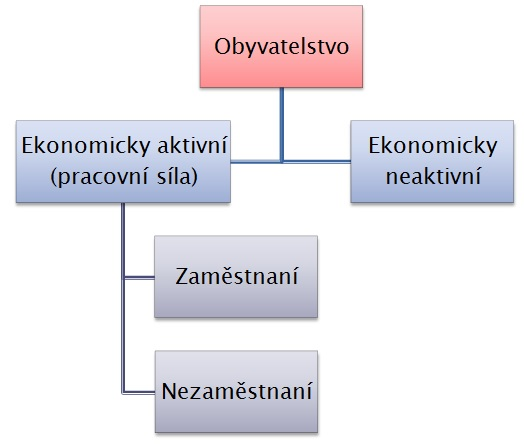 Obyvatelstvo
Ekonomicky aktivní
(pracovní síla)
Ekonomicky
neaktivní
Zaměstnaní
Nezaměstnaní